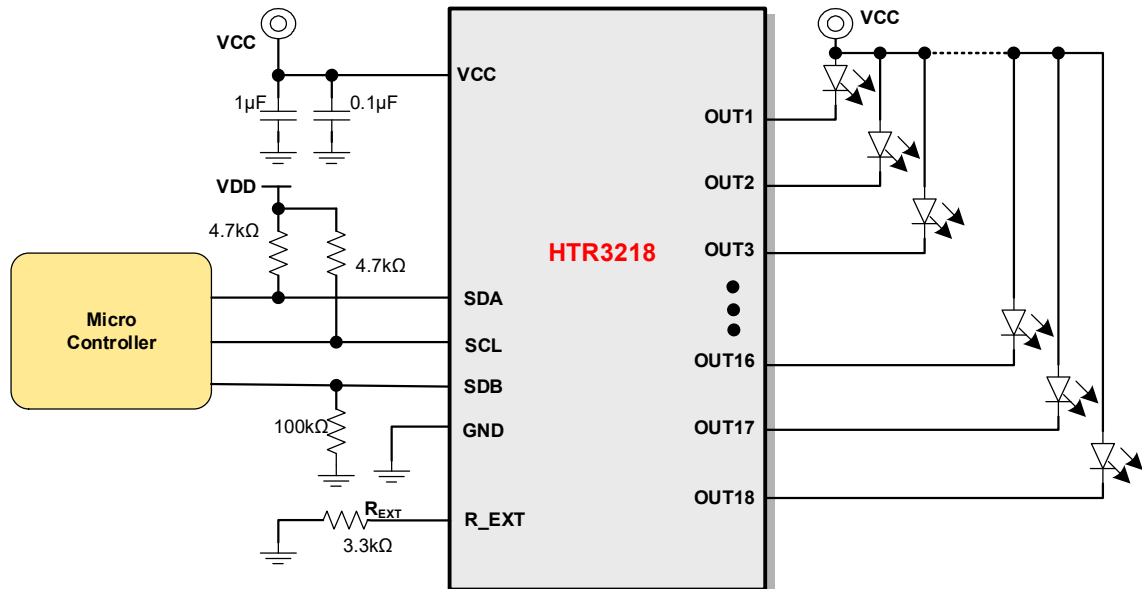 VCC
VCC
VCC
1µF
0.1µF
OUT1
VDD
OUT2
4.7kΩ
4.7kΩ
HTR3218
OUT3
SDA
Micro
Controller
SCL
OUT16
SDB
100kΩ
GND
OUT17
OUT18
REXT
R_EXT
3.3kΩ